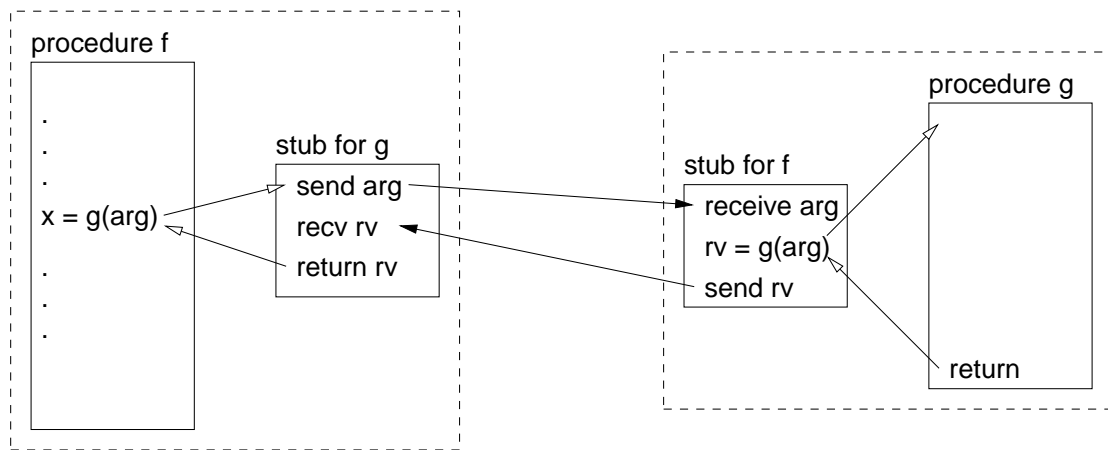 procedure f
.
.
.
x = g(arg)
.
.
.
stub for g
send arg
recv rv
return rv
stub for f
receive arg
rv = g(arg)
send rv
procedure g
return